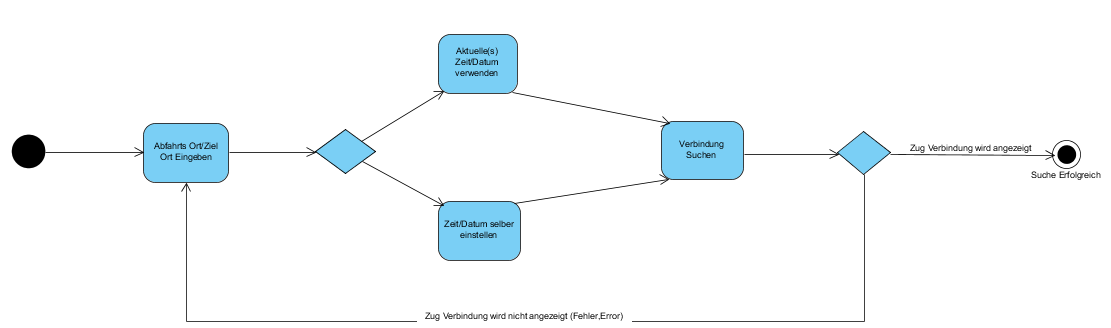 Abfahrts Ort/Ziel
Ort Eingeben
Aktuelle(s)
Zeit/Datum
verwenden
Zeit/Datum selber
einstellen
Verbindung
Suchen
Zug Verbindung wird angezeigt
Suche Erfolgreich
Zug Verbindung wird nicht angezeigt (Fehler,Error)